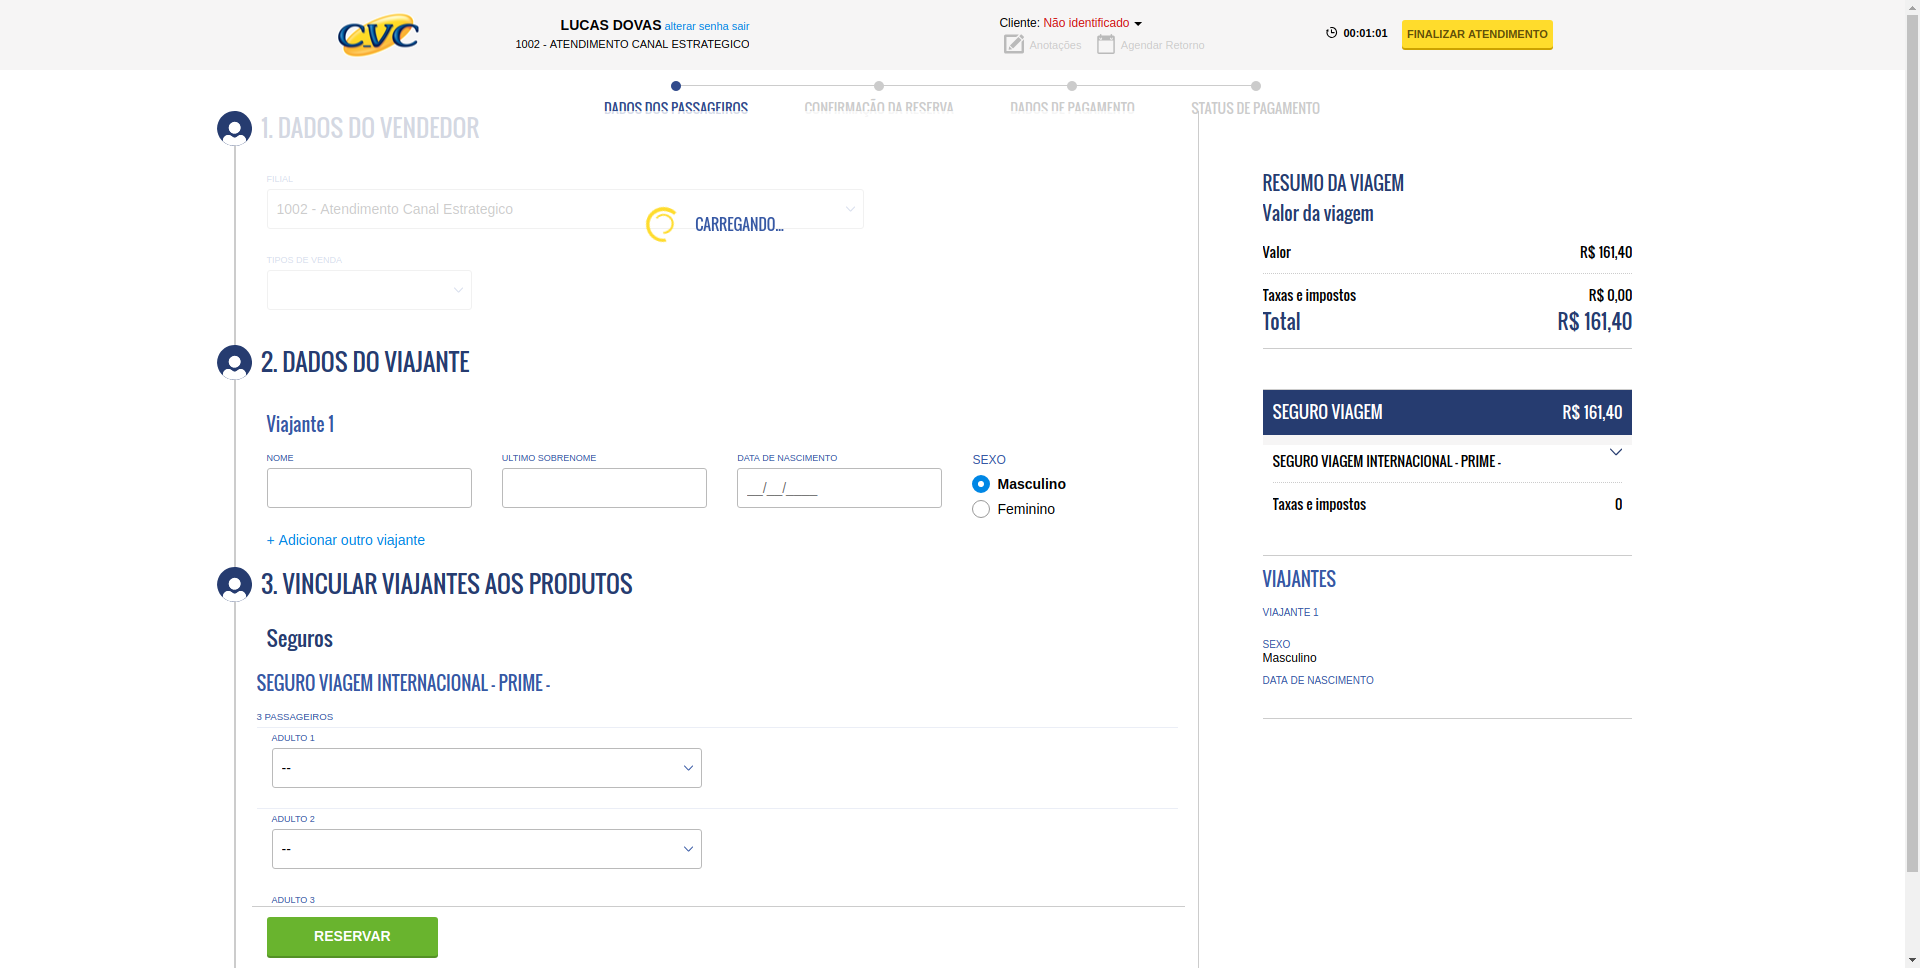 CVC
LUCAS DOVAS alterar senha sair
1002 - ATENDIMENTO CANAL ESTRATEGICO
Cliente: Não identificado
Anotações
Agendar Retorno
00:01:01
FINALIZAR ATENDIMENTO
DADOS DOS PASSAGEIROS
CONFIRMAÇÃO DA RESERVA
DADOS DE PAGAMENTO
STATUS DE PAGAMENTO
1. DADOS DO VENDEDOR
FILIAL
1002 - Atendimento Canal Estrategico
CARREGANDO...
TIPOS DE VENDA
2. DADOS DO VIAJANTE
Viajante 1
NOME
ULTIMO SOBRENOME
DATA DE NASCIMENTO
__/__/____
SEXO
Masculino
Feminino
+ Adicionar outro viajante
3. VINCULAR VIAJANTES AOS PRODUTOS
Seguros
SEGURO VIAGEM INTERNACIONAL - PRIME -
3 PASSAGEIROS
ADULTO 1
--
ADULTO 2
--
ADULTO 3
RESERVAR
RESUMO DA VIAGEM
Valor da viagem
Valor R$ 161,40
Taxas e impostos R$ 0,00
Total R$ 161,40
SEGURO VIAGEM R$ 161,40
SEGURO VIAGEM INTERNACIONAL - PRIME -
Taxas e impostos 0
VIAJANTES
VIAJANTE 1
SEXO
Masculino
DATA DE NASCIMENTO